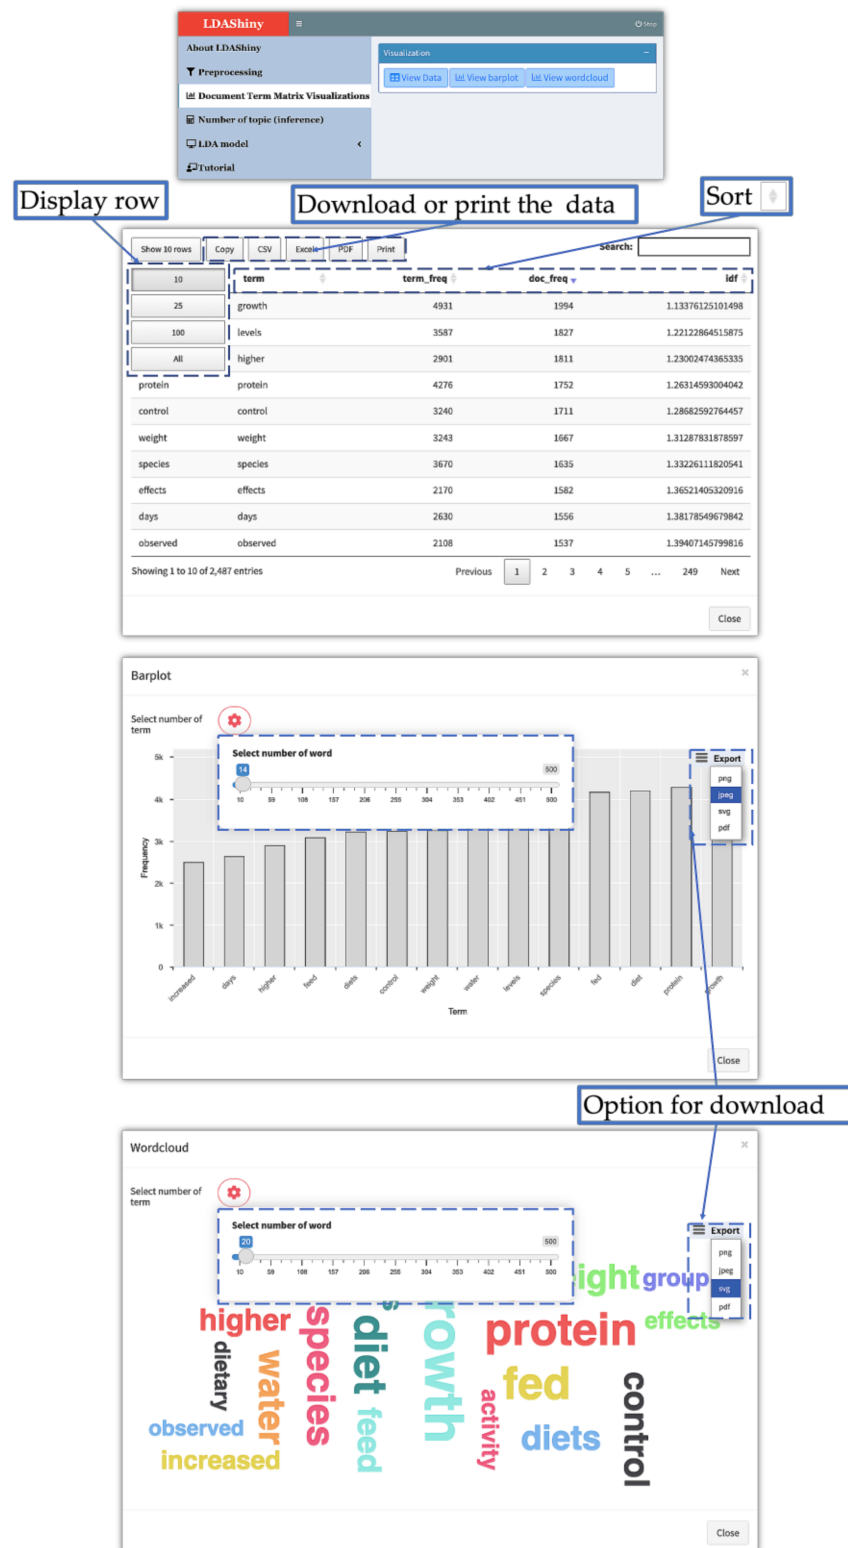 LDAShiny
Stop
About LDAShiny
Preprocessing
Document Term Matrix Visualizations
Number of topic (inference)
LDA model
Tutorial
Visualization
View Data View barplot View wordcloud
Display row
Download or print the data
Sort
Show 10 rows Copy CSV Excel PDF Print
Search:
10
25
100
All
term term_freq doc_freq idf
growth 4931 1994 1.13376125101498
levels 3587 1827 1.22122864515875
higher 2901 1811 1.23002474365335
protein protein 4276 1752 1.26314593004042
control control 3240 1711 1.28682592764457
weight weight 3243 1667 1.31287831878597
species species 3670 1635 1.33226111820541
effects effects 2170 1582 1.36521405320916
days days 2630 1556 1.38178549679842
observed observed 2108 1537 1.39407145799816
Showing 1 to 10 of 2,487 entries
Previous 1 2 3 4 5 ... 249 Next
Close
Barplot
Select number of
term
Select number of word
14 500
10 59 108 157 206 255 304 353 402 451 500
Export
png
jpeg
svg
pdf
5k
4k
3k
2k
1k
0
Frequency
increased days higher feed diets control weight water levels species fed diet protein growth
Term
Close
Option for download
Wordcloud
Select number of
term
Select number of word
20 500
10 59 108 157 206 255 304 353 402 451 500
Export
png
jpeg
svg
pdf
ight
group
higher
species
s
diet
rowth
protein
effects
dietary
water
feed
fed
activity
control
observed
increased
diets
Close